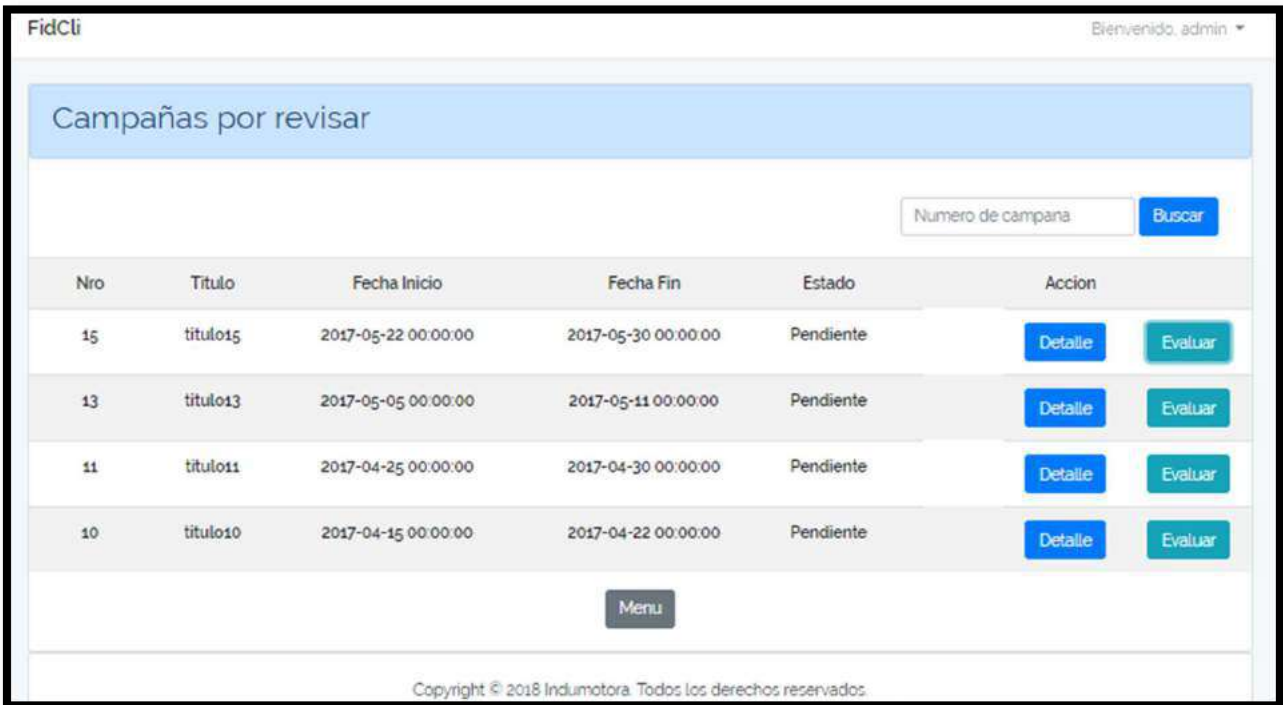 FidCli
Bienvenido, admin
Campañas por revisar
Numero de campana Buscar
Nro Titulo Fecha Inicio Fecha Fin Estado Accion
15 titulo15 2017-05-22 00:00:00 2017-05-30 00:00:00 Pendiente Detalle Evaluar
13 titulo13 2017-05-05 00:00:00 2017-05-11 00:00:00 Pendiente Detalle Evaluar
11 titulo11 2017-04-25 00:00:00 2017-04-30 00:00:00 Pendiente Detalle Evaluar
10 titulo10 2017-04-15 00:00:00 2017-04-22 00:00:00 Pendiente Detalle Evaluar
Menu
Copyright © 2018 Indumotora. Todos los derechos reservados.